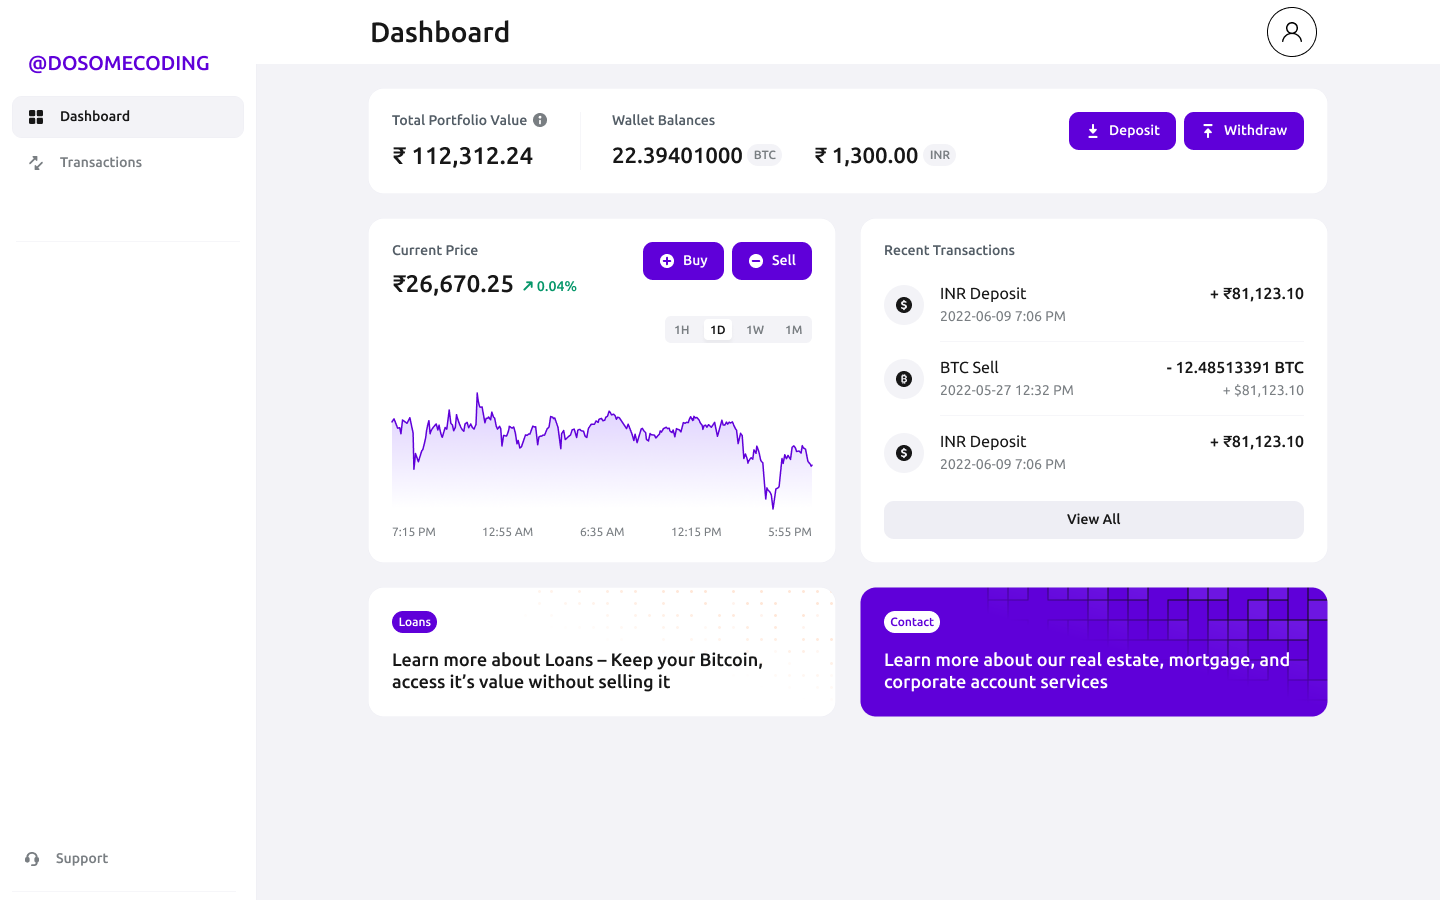 @DOSOMECODING
Dashboard
Transactions
Support
Dashboard
Total Portfolio Value
₹ 112,312.24
Wallet Balances
22.39401000 BTC
₹ 1,300.00 INR
Deposit
Withdraw
Current Price
₹26,670.25 0.04%
Buy
Sell
1H 1D 1W 1M
7:15 PM 12:55 AM 6:35 AM 12:15 PM 5:55 PM
Recent Transactions
INR Deposit + ₹81,123.10
2022-06-09 7:06 PM
BTC Sell - 12.48513391 BTC
2022-05-27 12:32 PM + $81,123.10
INR Deposit + ₹81,123.10
2022-06-09 7:06 PM
View All
Loans
Learn more about Loans – Keep your Bitcoin,
access it’s value without selling it
Contact
Learn more about our real estate, mortgage, and
corporate account services